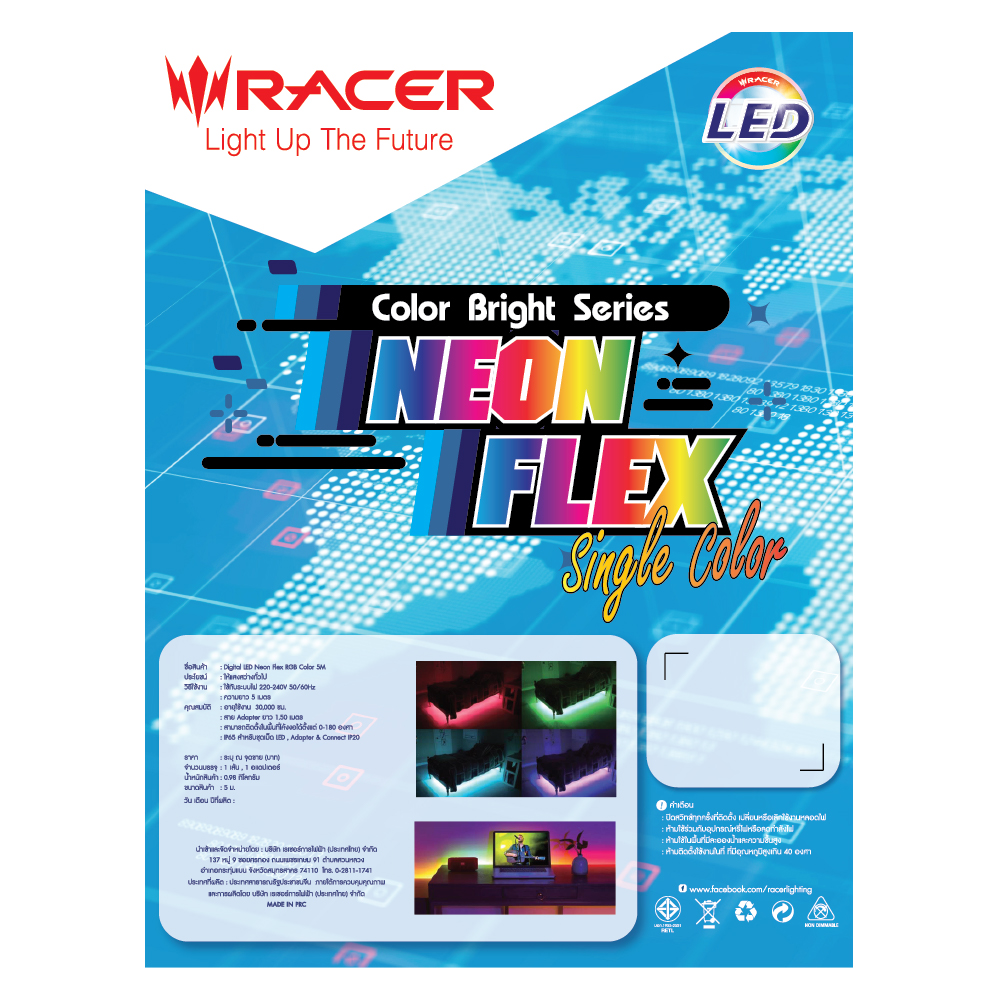 RACER
Light Up The Future
RACER
LED
Color Bright Series
NEON
FLEX
Single Color
ชื่อสินค้า : Digital LED Neon Flex RGB Color 5M
ประโยชน์ : ให้แสงสว่างทั่วไป
วิธีใช้งาน : ใช้กับระบบไฟ 220-240V 50/60Hz
: ความยาว 5 เมตร
คุณสมบัติ : อายุใช้งาน 30,000 ชม.
: สาย Adapter ยาว 1.50 เมตร
: สามารถติดตั้งในพื้นที่โค้งงอได้ตั้งแต่ 0-180 องศา
: IP65 สำหรับชุดเม็ด LED , Adapter & Connect IP20
ราคา : ระบุ ณ จุดขาย (บาท)
จำนวนบรรจุ : 1 เส้น , 1 อแดปเตอร์
น้ำหนักสินค้า : 0.98 กิโลกรัม
ขนาดสินค้า : 5 ม.
วัน เดือน ปีที่ผลิต :
นำเข้าและจัดจำหน่ายโดย : บริษัท เรเซอร์การไฟฟ้า (ประเทศไทย) จำกัด
137 หมู่ 9 ซอยเทรทอง ถนนเพชรเกษม 91 ตำบลสวนหลวง
อำเภอกระทุ่มแบน จังหวัดสมุทรสาคร 74110 โทร. 0-2811-1741
ประเทศที่ผลิต : ประเทศสาธารณรัฐประชาชนจีน ภายใต้การควบคุมคุณภาพ
และการผลิตโดย บริษัท เรเซอร์การไฟฟ้า (ประเทศไทย) จำกัด
MADE IN PRC
! คำเตือน
: ปิดสวิทช์ทุกครั้งที่ติดตั้ง เปลี่ยนหรือเลิกใช้งานหลอดไฟ
: ห้ามใช้ร่วมกับอุปกรณ์หรี่ไฟหรือลดกำลังไฟ
: ห้ามใช้ในพื้นที่มีละอองน้ำและความชื้นสูง
: ห้ามติดตั้งใช้งานในที่ ที่มีอุณหภูมิสูงเกิน 40 องศา
www.facebook.com/racerlighting
RETL
NON DIMMABLE